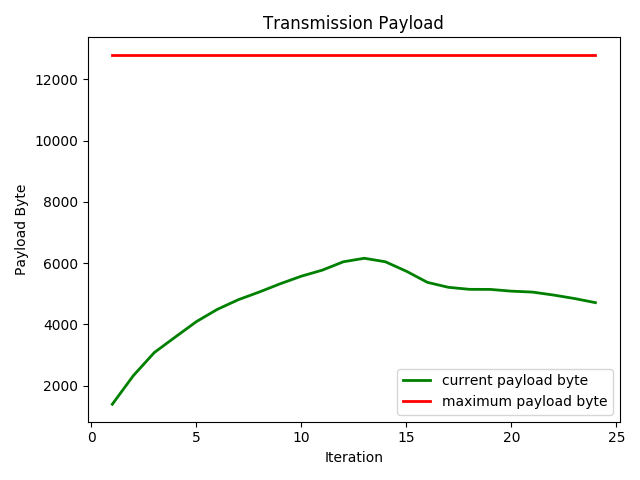 Transmission Payload
12000
10000
8000
6000
4000
2000
Payload Byte
0
5
10
15
20
25
Iteration
current payload byte
maximum payload byte